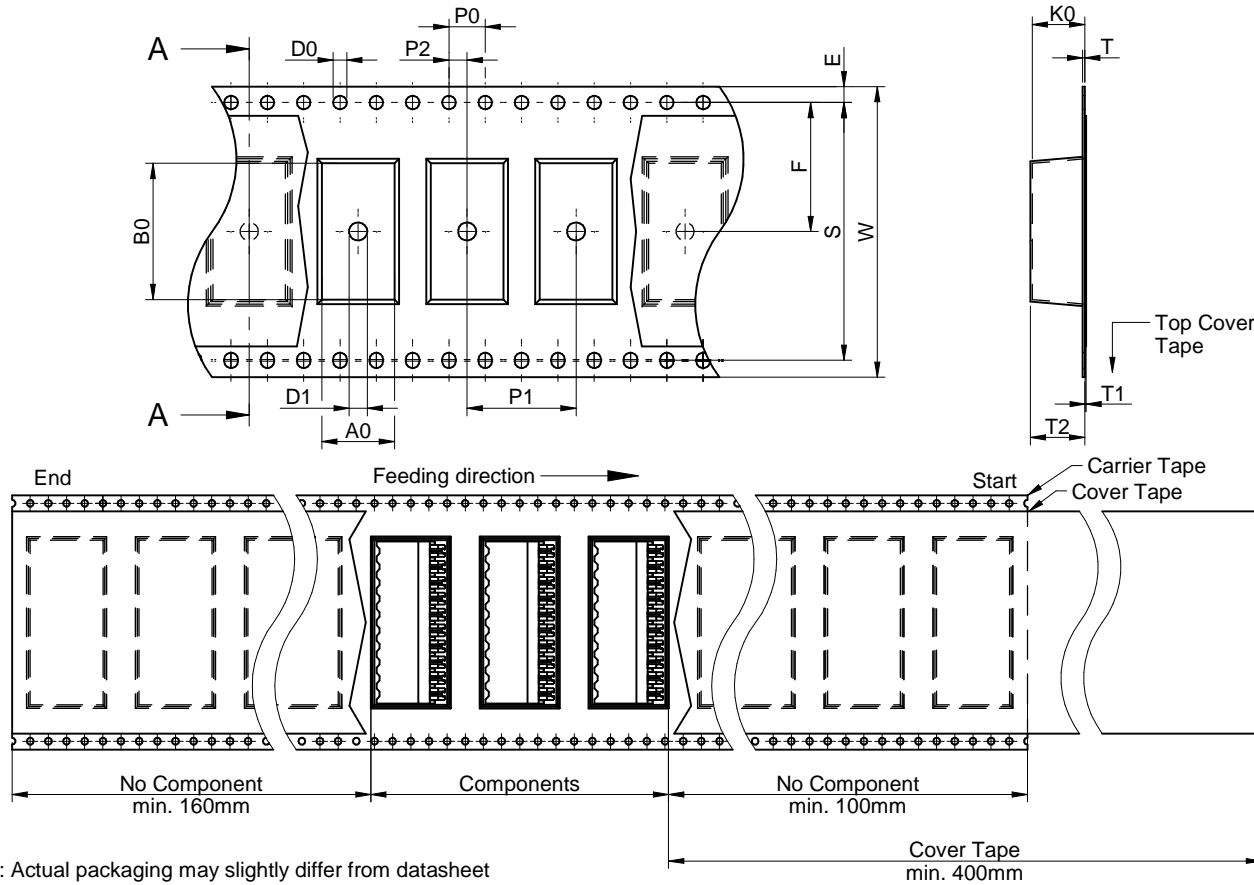 A
D0
P2
P0
K0
T
E
B0
F
S
W
Top Cover
Tape
D1
A0
P1
A
T1
T2
End
Feeding direction
Start
Carrier Tape
Cover Tape
No Component
min. 160mm
Components
No Component
min. 100mm
Cover Tape
min. 400mm
: Actual packaging may slightly differ from datasheet